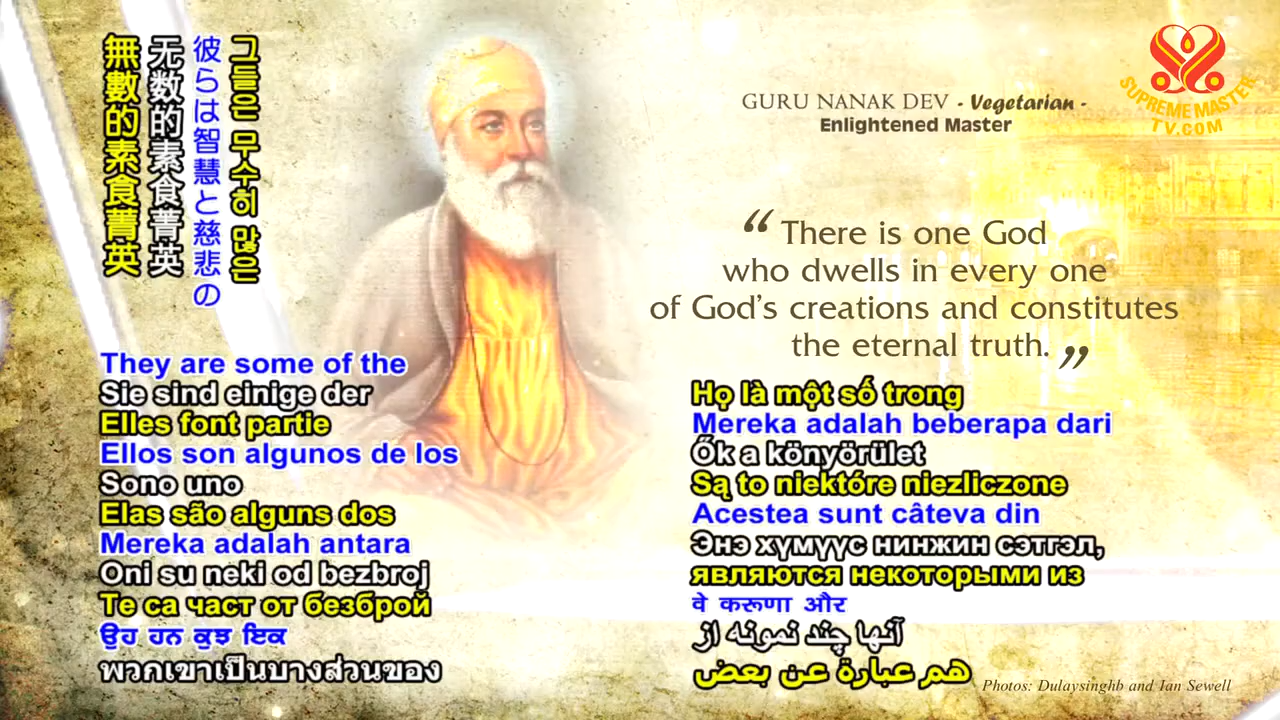 無數的素食菁英
无数的素食菁英
彼らは智慧と慈悲の
그들은 무수히 많은
GURU NANAK DEV - Vegetarian -
Enlightened Master
SUPREME MASTER
TV.COM
“ There is one God
who dwells in every one
of God's creations and constitutes
the eternal truth. ”
They are some of the
Sie sind einige der
Elles font partie
Ellos son algunos de los
Sono uno
Elas são alguns dos
Mereka adalah antara
Oni su neki od bezbroj
Те са част от безброй
ਉਹ ਹਨ ਕੁਝ ਇਕ
พวกเขาเป็นบางส่วนของ
Họ là một số trong
Mereka adalah beberapa dari
Ők a könyörület
Są to niektóre niezliczone
Acestea sunt câteva din
Энэ хүмүүс нинжин сэтгэл,
являются некоторыми из
वे करूणा और
آنها چند نمونه از
هم عبارة عن بعض
Photos: Dulaysinghb and Ian Sewell